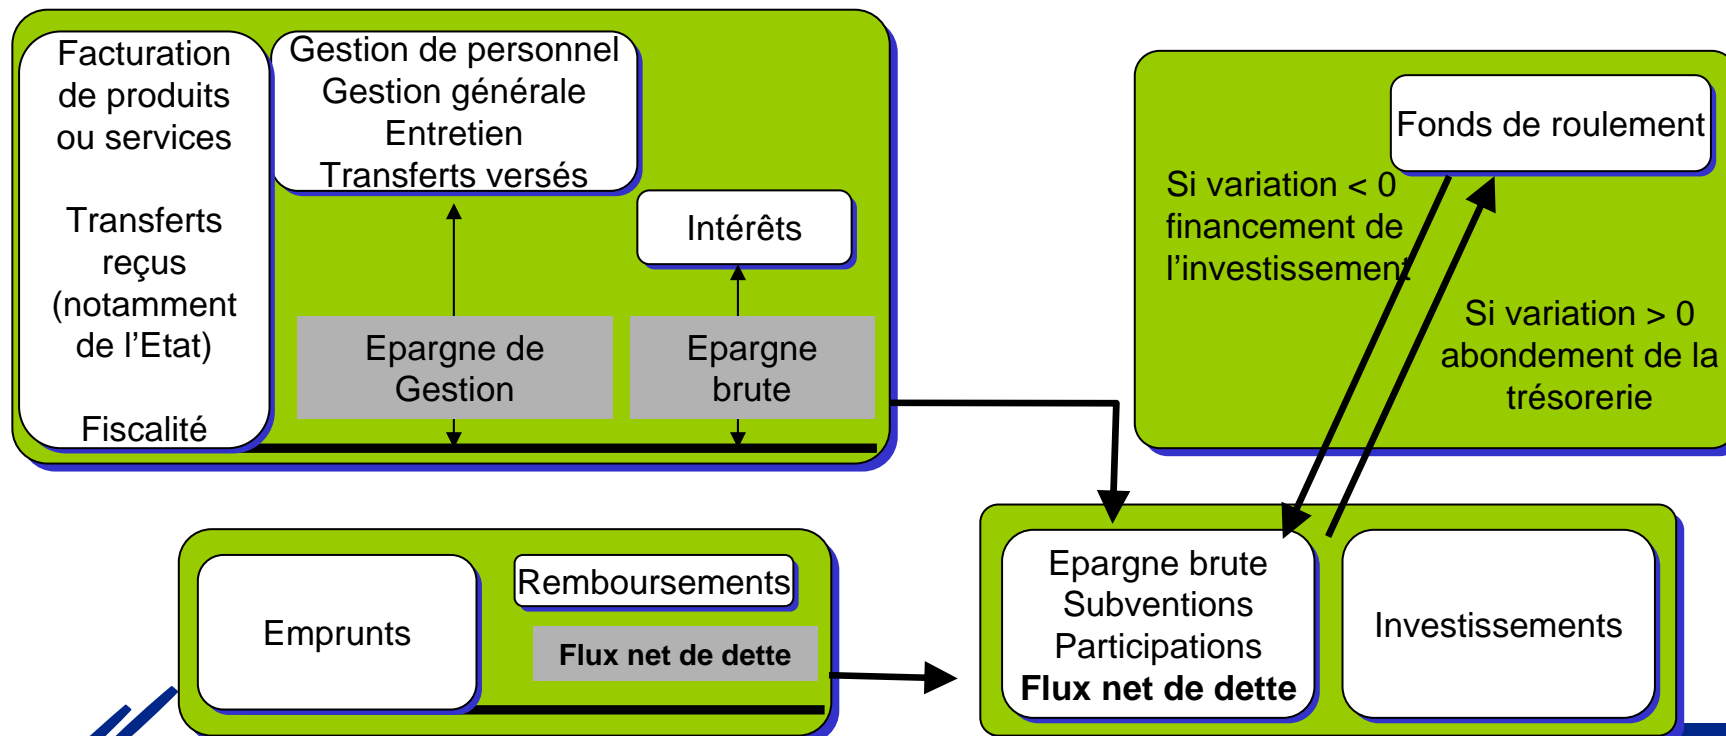 Facturation
de produits
ou services
Transferts
reçus
(notamment
de l'Etat)
Fiscalité
Gestion de personnel
Gestion générale
Entretien
Transferts versés
Intérêts
Epargne de
Gestion
Epargne
brute
Fonds de roulement
Si variation < 0
financement de
l'investissement
Si variation > 0
abondement de la
trésorerie
Emprunts
Remboursements
Flux net de dette
Epargne brute
Subventions
Participations
Flux net de dette
Investissements